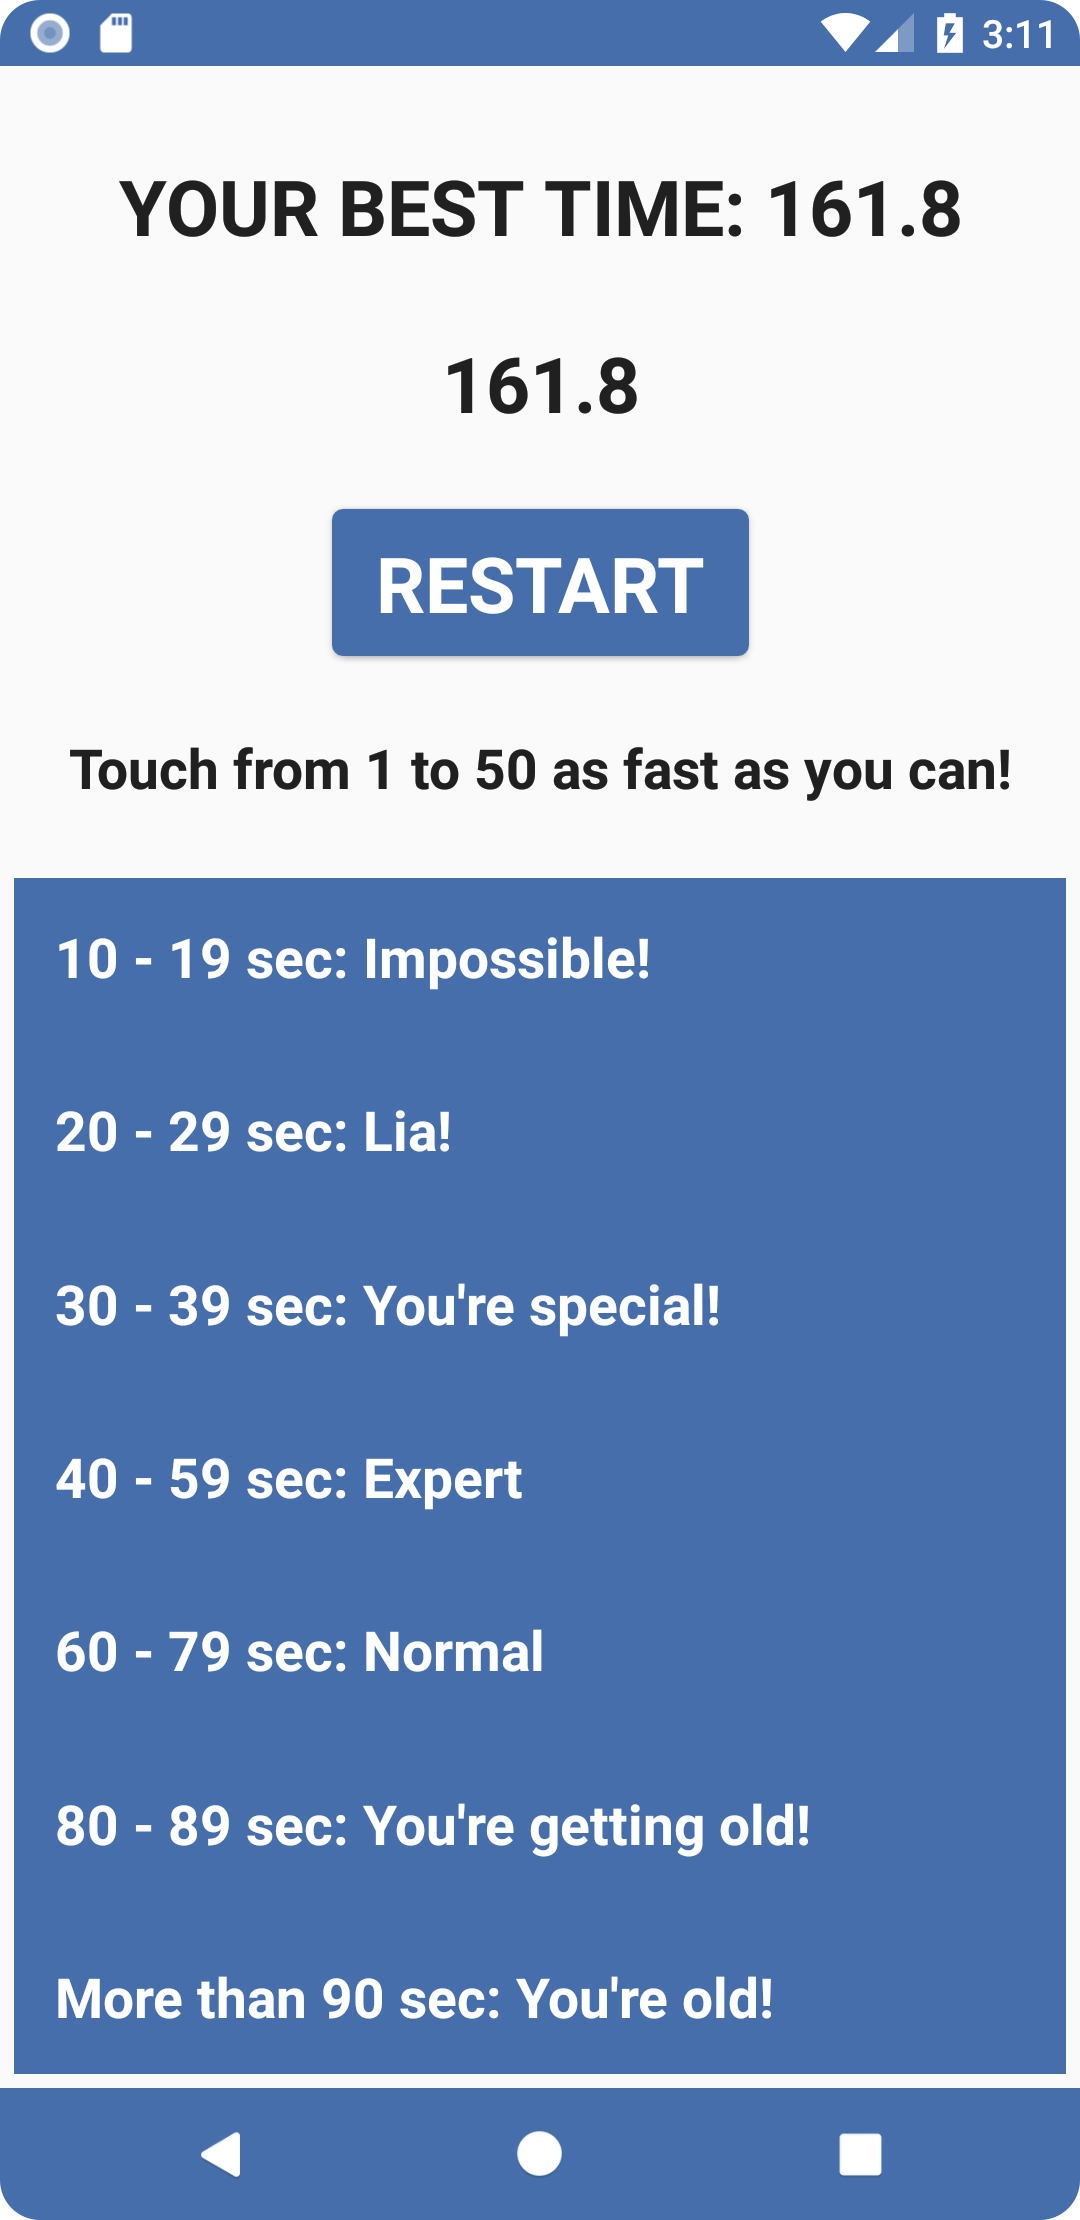 3:11
YOUR BEST TIME: 161.8
161.8
RESTART
Touch from 1 to 50 as fast as you can!
10 - 19 sec: Impossible!
20 - 29 sec: Lia!
30 - 39 sec: You're special!
40 - 59 sec: Expert
60 - 79 sec: Normal
80 - 89 sec: You're getting old!
More than 90 sec: You're old!